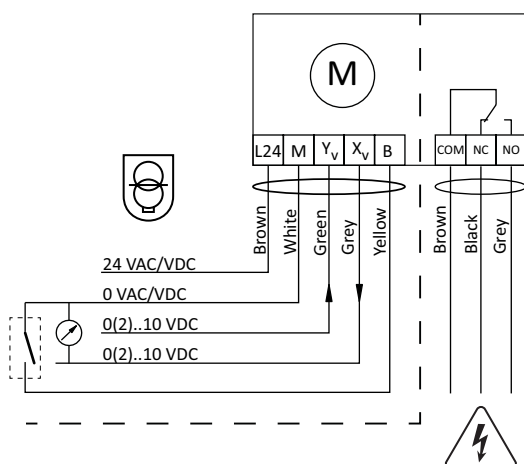 M
L24 M Yv Xv B COM NC NO
Brown White Green Grey Yellow Brown Black Grey
24 VAC/VDC
0 VAC/VDC
0(2)..10 VDC
0(2)..10 VDC